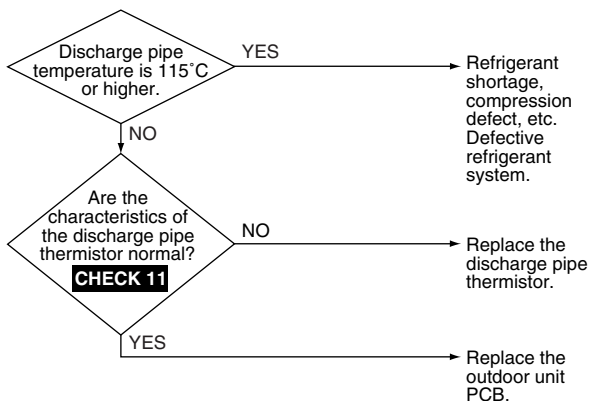 Discharge pipe
temperature is 115˚C
or higher.
YES
Refrigerant
shortage,
compression
defect, etc.
Defective
refrigerant
system.
NO
Are the
characteristics of
the discharge pipe
thermistor normal?
CHECK 11
NO
Replace the
discharge pipe
thermistor.
YES
Replace the
outdoor unit
PCB.